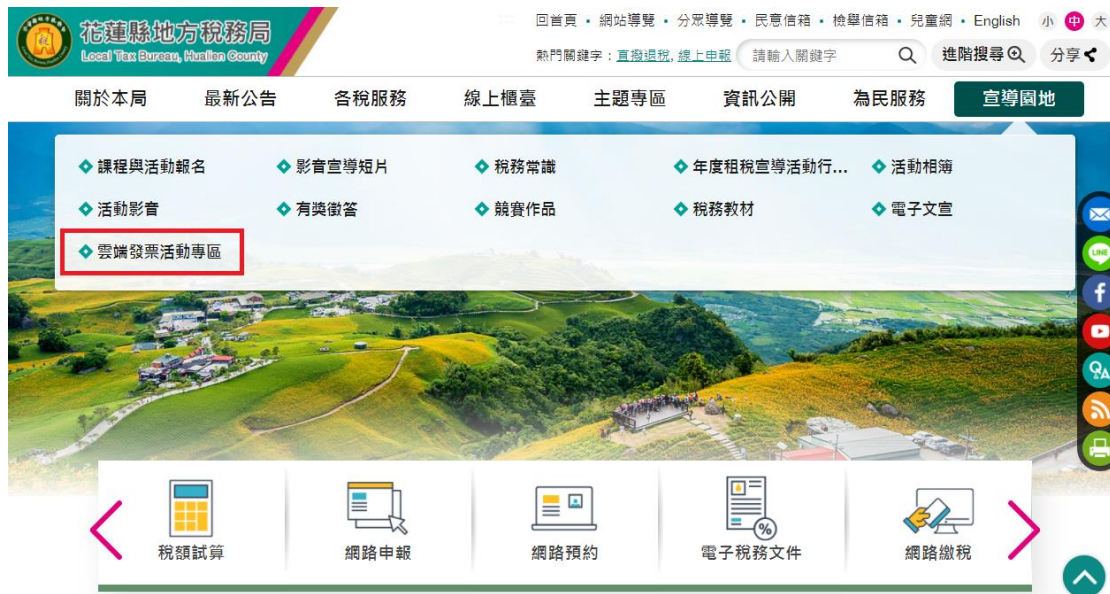 花蓮縣地方稅務局
Local Tax Bureau, Hualien County
回首頁 • 網站導覽 • 分眾導覽 • 民意信箱 • 檢舉信箱 • 兒童網 • English 小 中 大
熱門關鍵字：直撥退稅, 線上申報 請輸入關鍵字 進階搜尋 分享
關於本局 最新公告 各稅服務 線上櫃臺 主題專區 資訊公開 為民服務 宣導園地
課程與活動報名 影音宣導短片 稅務常識 年度租稅宣導活動行... 活動相簿
活動影音 有獎徵答 競賽作品 稅務教材 電子文宣
雲端發票活動專區
LINE
QA
稅額試算 網路申報 網路預約 電子稅務文件 網路繳稅